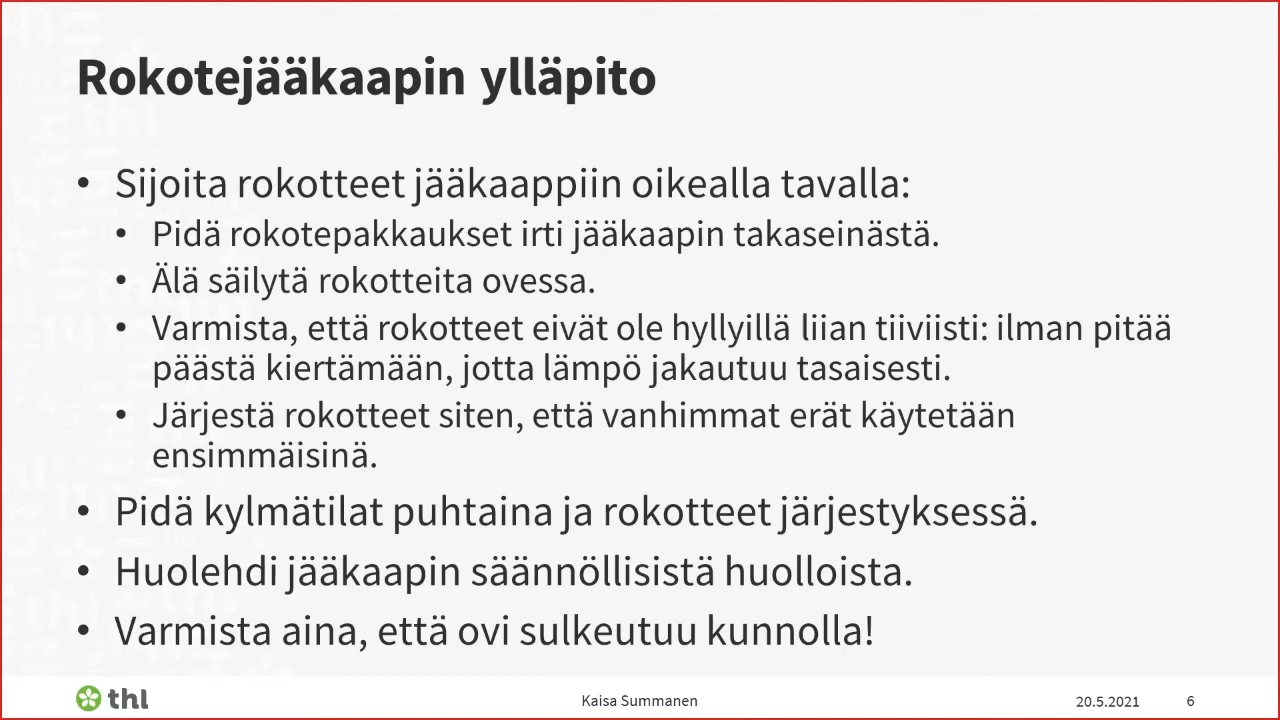 Rokotejääkaapin ylläpito
• Sijoita rokotteet jääkaappiin oikealla tavalla:
• Pidä rokotepakkaukset irti jääkaapin takaseinästä.
• Älä säilytä rokotteita ovessa.
• Varmista, että rokotteet eivät ole hyllyillä liian tiiviisti: ilman pitää
päästä kiertämään, jotta lämpö jakautuu tasaisesti.
• Järjestä rokotteet siten, että vanhimmat erät käytetään
ensimmäisinä.
• Pidä kylmätilat puhtaina ja rokotteet järjestyksessä.
• Huolehdi jääkaapin säännöllisistä huolloista.
• Varmista aina, että ovi sulkeutuu kunnolla!
thl
Kaisa Summanen
20.5.2021
6